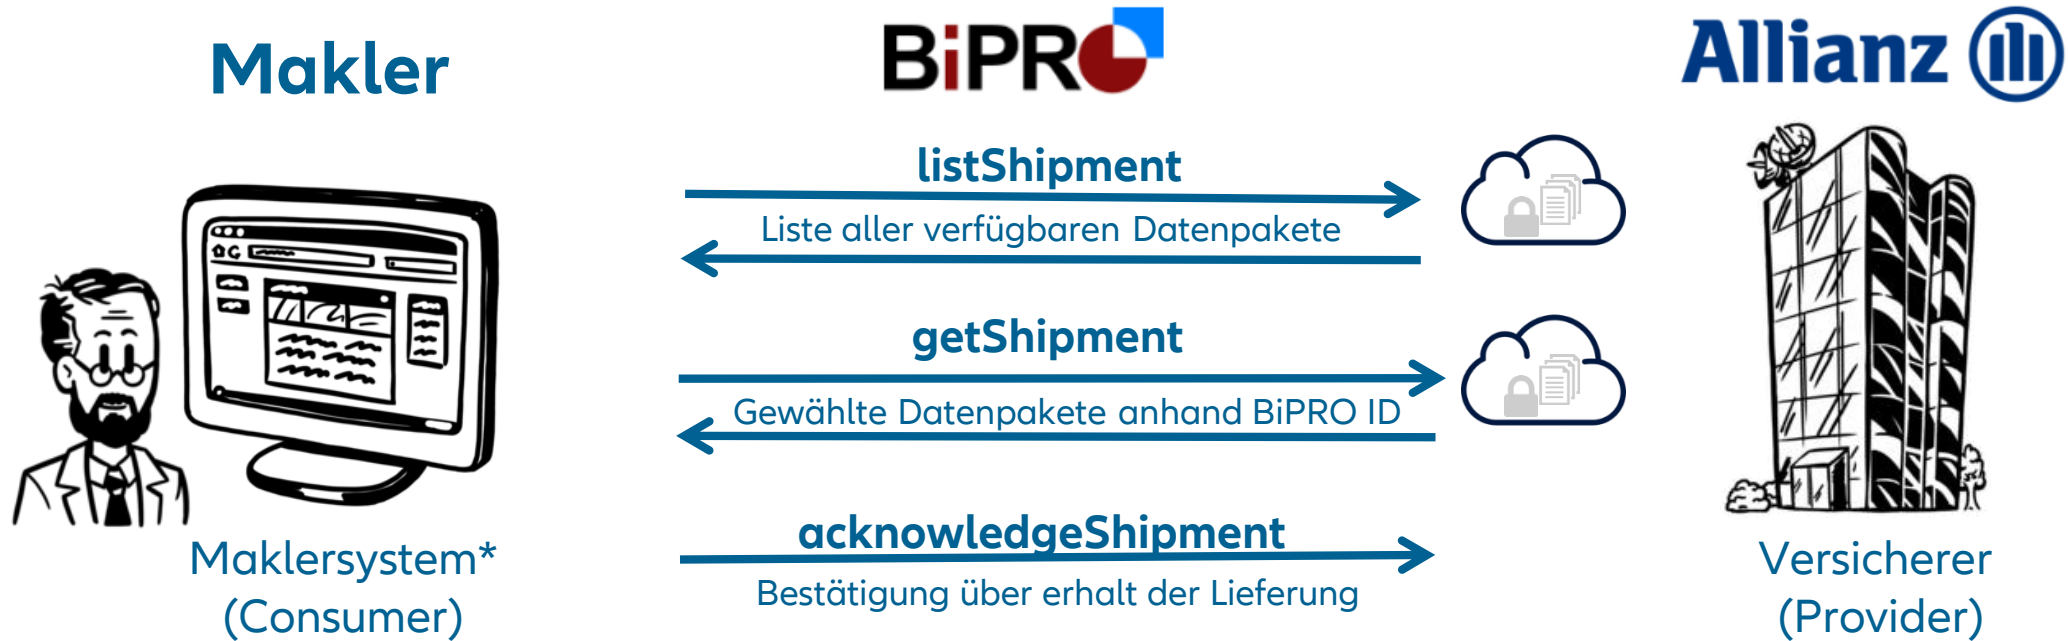 Makler
BiPRO
Allianz
listShipment
Liste aller verfügbaren Datenpakete
getShipment
Gewählte Datenpakete anhand BiPRO ID
acknowledgeShipment
Bestätigung über erhalt der Lieferung
Maklersystem*
(Consumer)
Versicherer
(Provider)